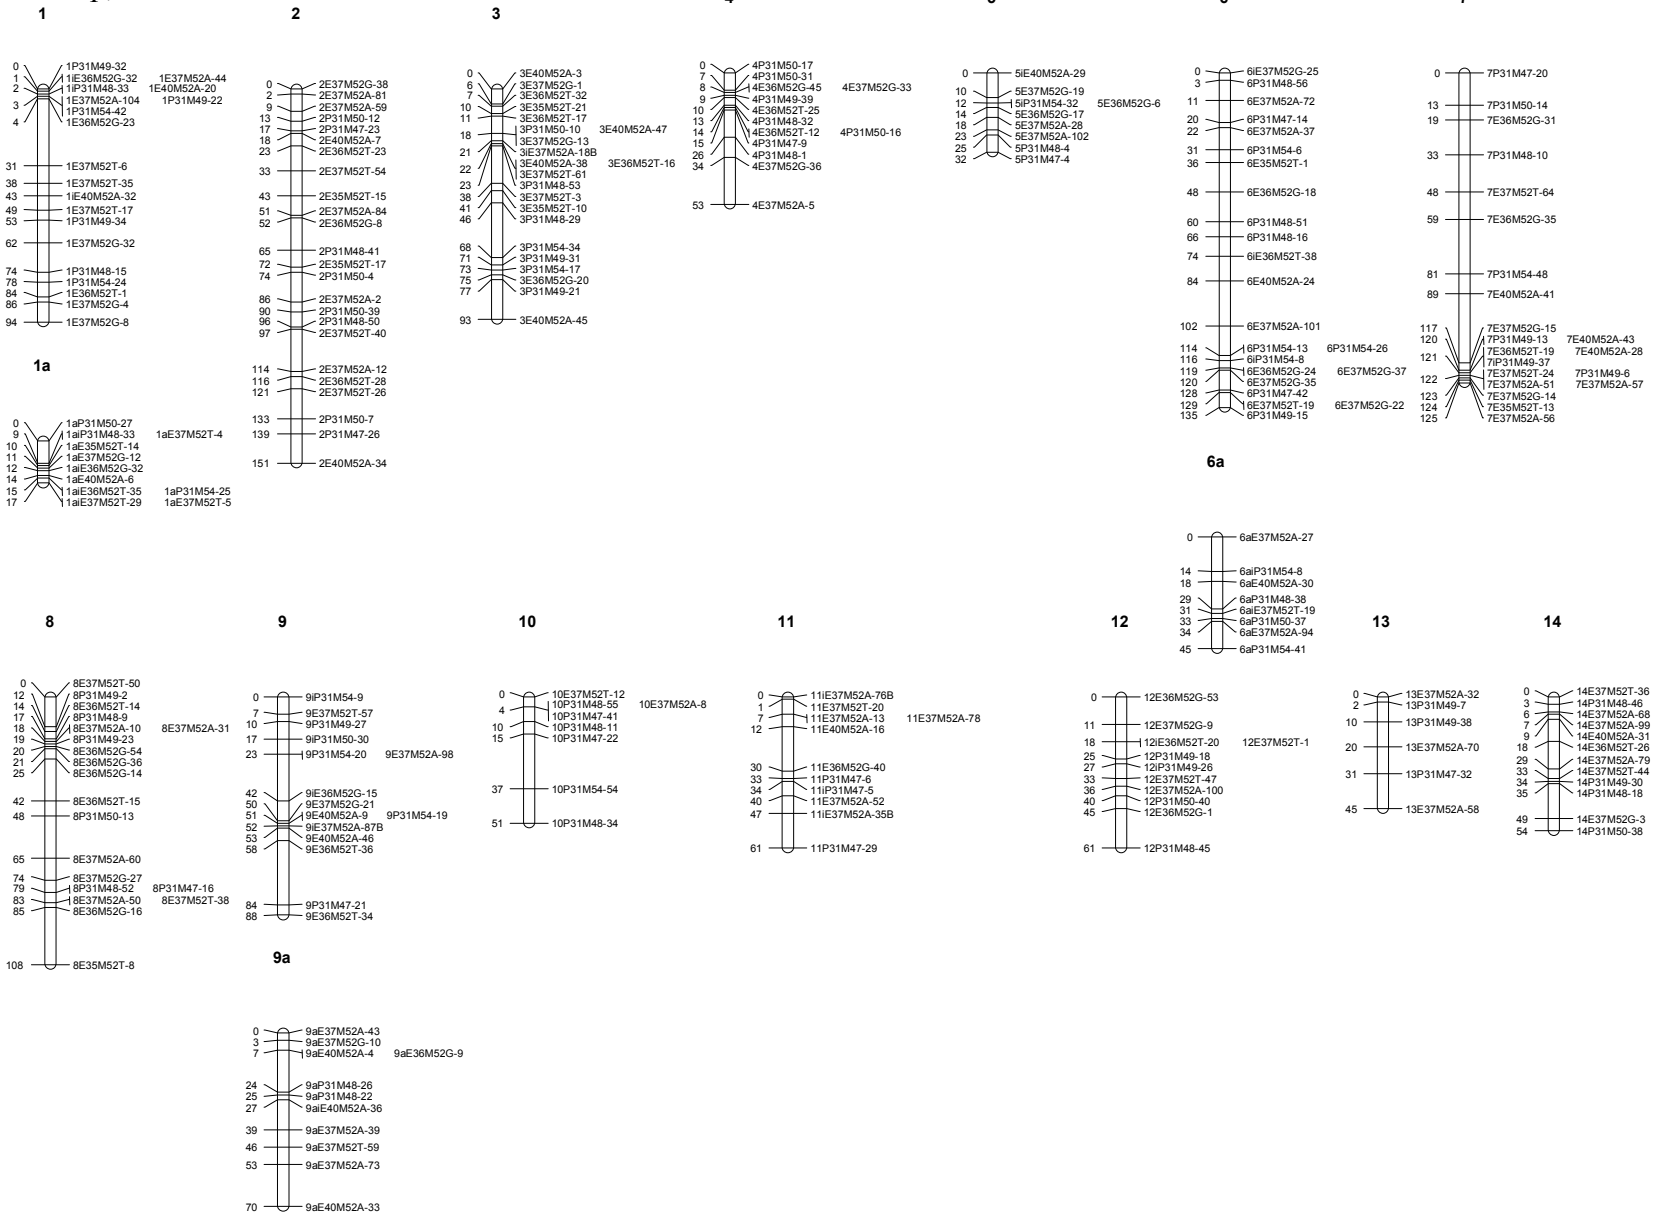 1
0 1P31M49-32
1 1iE36M52G-32 1E37M52A-44
2 1iP31M48-33 1E40M52A-20
3 1E37M52A-104 1P31M49-22
1P31M54-42
4 1E36M52G-23
31 1E37M52T-6
38 1E37M52T-35
43 1iE40M52A-32
49 1E37M52T-17
53 1P31M49-34
62 1E37M52G-32
74 1P31M48-15
78 1P31M54-24
84 1E36M52T-1
86 1E37M52G-4
94 1E37M52G-8
1a
0 1aP31M50-27
9 1aiP31M48-33 1aE37M52T-4
10 1aE35M52T-14
11 1aE37M52G-12
12 1aiE36M52G-32
14 1aE40M52A-6
15 1aiE36M52T-35 1aP31M54-25
17 1aiE37M52T-29 1aE37M52T-5
2
0 2E37M52G-38
2 2E37M52A-81
9 2E37M52A-59
13 2P31M50-12
17 2P31M47-23
18 2E40M52A-7
23 2E36M52T-23
33 2E37M52T-54
43 2E35M52T-15
51 2E37M52A-84
52 2E36M52G-8
65 2P31M48-41
72 2E35M52T-17
74 2P31M50-4
86 2E37M52A-2
90 2P31M50-39
96 2P31M48-50
97 2E37M52T-40
114 2E37M52A-12
116 2E36M52T-28
121 2E37M52T-26
133 2P31M50-7
139 2P31M47-26
151 2E40M52A-34
3
0 3E40M52A-3
6 3E37M52G-1
7 3E36M52T-32
10 3E35M52T-21
11 3E36M52T-17
18 3P31M50-10 3E40M52A-47
3E37M52G-13
21 3iE37M52A-18B
22 3E40M52A-38 3E36M52T-16
3E37M52T-61
23 3P31M48-53
38 3E37M52T-3
41 3E35M52T-10
46 3P31M48-29
68 3P31M54-34
71 3P31M49-31
73 3P31M54-17
75 3E36M52G-20
77 3P31M49-21
93 3E40M52A-45
4
0 4P31M50-17
7 4P31M50-31
8 4E36M52G-45 4E37M52G-33
9 4P31M49-39
10 4E36M52T-25
13 4P31M48-32
14 4E36M52T-12 4P31M50-16
15 4P31M47-9
26 4P31M48-1
34 4E37M52G-36
53 4E37M52A-5
0 5iE40M52A-29
10 5E37M52G-19
12 5iP31M54-32 5E36M52G-6
14 5E36M52G-17
18 5E37M52A-28
23 5E37M52A-102
25 5P31M48-4
32 5P31M47-4
0 6iE37M52G-25
3 6P31M48-56
11 6E37M52A-72
20 6P31M47-14
22 6E37M52A-37
31 6P31M54-6
36 6E35M52T-1
48 6E36M52G-18
60 6P31M48-51
66 6P31M48-16
74 6iE36M52T-38
84 6E40M52A-24
102 6E37M52A-101
114 6P31M54-13 6P31M54-26
116 6iP31M54-8
119 6E36M52G-24 6E37M52G-37
120 6E37M52G-35
128 6P31M47-42
129 6E37M52T-19 6E37M52G-22
135 6P31M49-15
6a
0 6aE37M52A-27
14 6aiP31M54-8
18 6aE40M52A-30
29 6aP31M48-38
31 6aiE37M52T-19
33 6aP31M50-37
34 6aE37M52A-94
45 6aP31M54-41
0 7P31M47-20
13 7P31M50-14
19 7E36M52G-31
33 7P31M48-10
48 7E37M52T-64
59 7E36M52G-35
81 7P31M54-48
89 7E40M52A-41
117 7E37M52G-15
120 7P31M49-13 7E40M52A-43
121 7E36M52T-19 7E40M52A-28
7iP31M49-37
122 7E37M52T-24 7P31M49-6
7E37M52A-51 7E37M52A-57
123 7E37M52G-14
124 7E35M52T-13
125 7E37M52A-56
8
0 8E37M52T-50
12 8P31M49-2
14 8E36M52T-14
17 8P31M48-9
18 8E37M52A-10 8E37M52A-31
19 8P31M49-23
20 8E36M52G-54
21 8E36M52G-36
25 8E36M52G-14
42 8E36M52T-15
48 8P31M50-13
65 8E37M52A-60
74 8E37M52G-27
79 8P31M48-52 8P31M47-16
83 8E37M52A-50 8E37M52T-38
85 8E36M52G-16
108 8E35M52T-8
9
0 9iP31M54-9
7 9E37M52T-57
10 9P31M49-27
17 9iP31M50-30
23 9P31M54-20 9E37M52A-98
42 9iE36M52G-15
50 9E37M52G-21
51 9E40M52A-9 9P31M54-19
52 9iE37M52A-87B
53 9E40M52A-46
58 9E36M52T-36
84 9P31M47-21
88 9E36M52T-34
9a
0 9aE37M52A-43
3 9aE37M52G-10
7 9aE40M52A-4 9aE36M52G-9
24 9aP31M48-26
25 9aP31M48-22
27 9aiE40M52A-36
39 9aE37M52A-39
46 9aE37M52T-59
53 9aE37M52A-73
70 9aE40M52A-33
10
0 10E37M52T-12
4 10P31M48-55 10E37M52A-8
10P31M47-41
10 10P31M48-11
15 10P31M47-22
37 10P31M54-54
51 10P31M48-34
11
0 11iE37M52A-76B
1 11E37M52T-20
7 11E37M52A-13 11E37M52A-78
12 11E40M52A-16
30 11E36M52G-40
33 11P31M47-6
34 11iP31M47-5
40 11E37M52A-52
47 11iE37M52A-35B
61 11P31M47-29
12
0 12E36M52G-53
11 12E37M52G-9
18 12iE36M52T-20 12E37M52T-1
25 12P31M49-18
27 12iP31M49-26
33 12E37M52T-47
36 12E37M52A-100
40 12P31M50-40
45 12E36M52G-1
61 12P31M48-45
13
0 13E37M52A-32
2 13P31M49-7
10 13P31M49-38
20 13E37M52A-70
31 13P31M47-32
45 13E37M52A-58
14
0 14E37M52T-36
3 14P31M48-46
6 14E37M52A-68
7 14E37M52A-99
9 14E40M52A-31
18 14E36M52T-26
29 14E37M52A-79
33 14E37M52T-44
34 14P31M49-30
35 14P31M48-18
49 14E37M52G-3
54 14P31M50-38